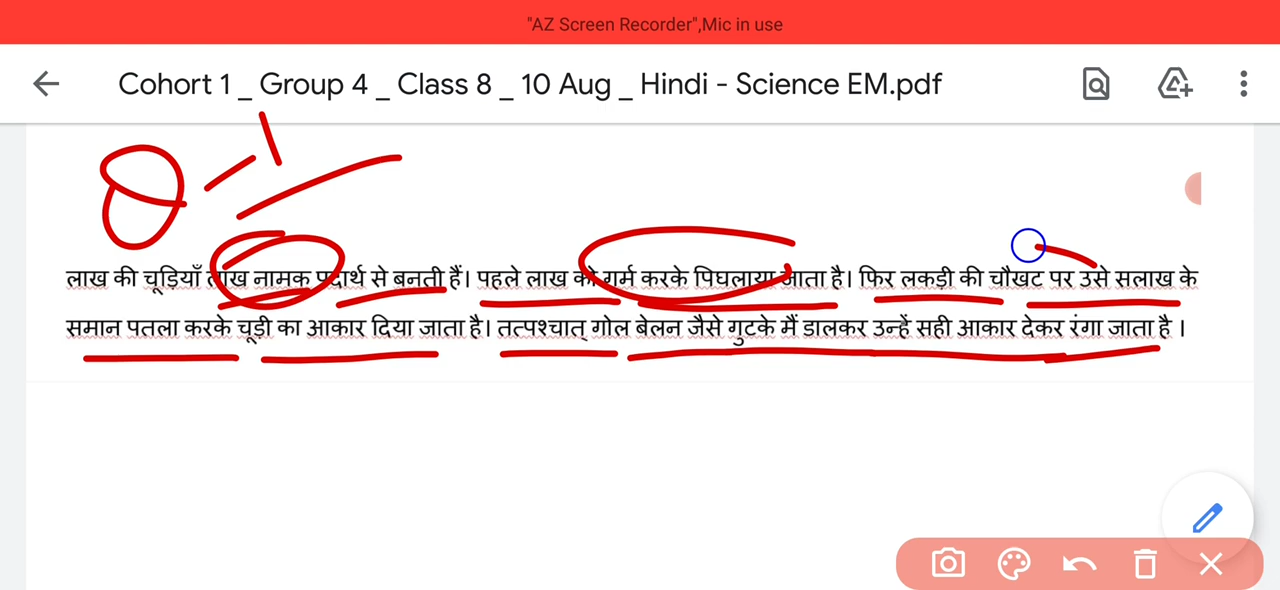 "AZ Screen Recorder",Mic in use
Cohort 1 _ Group 4 _ Class 8 _ 10 Aug _ Hindi - Science EM.pdf
लाख की चूडियाँ लाख नामक पदार्थ से बनती हैं। पहले लाख को गर्म करके पिघलाया जाता है। फिर लकड़ी की चौखट पर उसे सलाख के
समान पतला करके चूड़ी का आकार दिया जाता है। तत्पश्चात् गोल बेलन जैसे गुटके मैं डालकर उन्हें सही आकार देकर रंगा जाता है ।